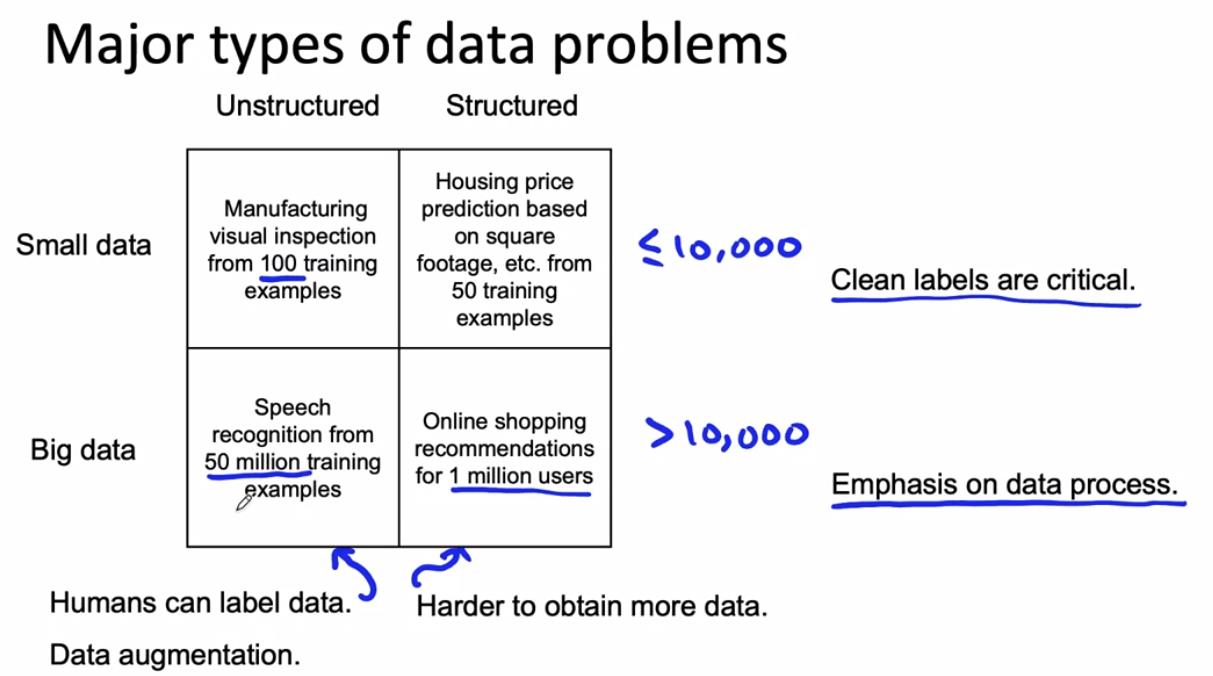 Major types of data problems
Unstructured Structured
Small data
Manufacturing
visual inspection
from 100 training
examples
Housing price
prediction based
on square
footage, etc. from
50 training
examples
≤10,000
Clean labels are critical.
Big data
Speech
recognition from
50 million training
examples
Online shopping
recommendations
for 1 million users
>10,000
Emphasis on data process.
Humans can label data.
Data augmentation.
Harder to obtain more data.